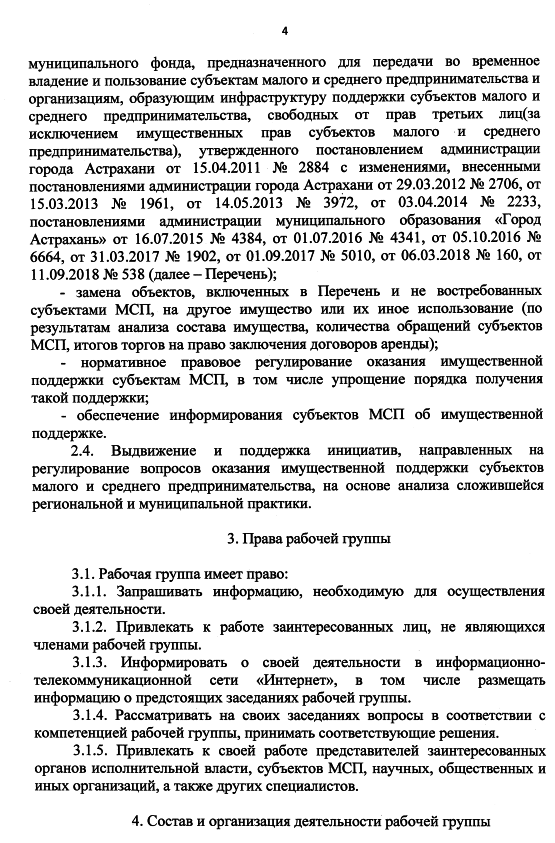 4
муниципального фонда, предназначенного для передачи во временное
владение и пользование субъектам малого и среднего предпринимательства и
организациям, образующим инфраструктуру поддержки субъектов малого и
среднего предпринимательства, свободных от прав третьих лиц(за
исключением имущественных прав субъектов малого и среднего
предпринимательства), утвержденного постановлением администрации
города Астрахани от 15.04.2011 № 2884 с изменениями, внесенными
постановлениями администрации города Астрахани от 29.03.2012 № 2706, от
15.03.2013 № 1961, от 14.05.2013 № 3972, от 03.04.2014 № 2233,
постановлениями администрации муниципального образования «Город
Астрахань» от 16.07.2015 № 4384, от 01.07.2016 № 4341, от 05.10.2016 №
6664, от 31.03.2017 № 1902, от 01.09.2017 № 5010, от 06.03.2018 № 160, от
11.09.2018 № 538 (далее – Перечень);
- замена объектов, включенных в Перечень и не востребованных
субъектами МСП, на другое имущество или их иное использование (по
результатам анализа состава имущества, количества обращений субъектов
МСП, итогов торгов на право заключения договоров аренды);
- нормативное правовое регулирование оказания имущественной
поддержки субъектам МСП, в том числе упрощение порядка получения
такой поддержки;
- обеспечение информирования субъектов МСП об имущественной
поддержке.
2.4. Выдвижение и поддержка инициатив, направленных на
регулирование вопросов оказания имущественной поддержки субъектов
малого и среднего предпринимательства, на основе анализа сложившейся
региональной и муниципальной практики.
3. Права рабочей группы
3.1. Рабочая группа имеет право:
3.1.1. Запрашивать информацию, необходимую для осуществления
своей деятельности.
3.1.2. Привлекать к работе заинтересованных лиц, не являющихся
членами рабочей группы.
3.1.3. Информировать о своей деятельности в информационно-
телекоммуникационной сети «Интернет», в том числе размещать
информацию о предстоящих заседаниях рабочей группы.
3.1.4. Рассматривать на своих заседаниях вопросы в соответствии с
компетенцией рабочей группы, принимать соответствующие решения.
3.1.5. Привлекать к своей работе представителей заинтересованных
органов исполнительной власти, субъектов МСП, научных, общественных и
иных организаций, а также других специалистов.
4. Состав и организация деятельности рабочей группы